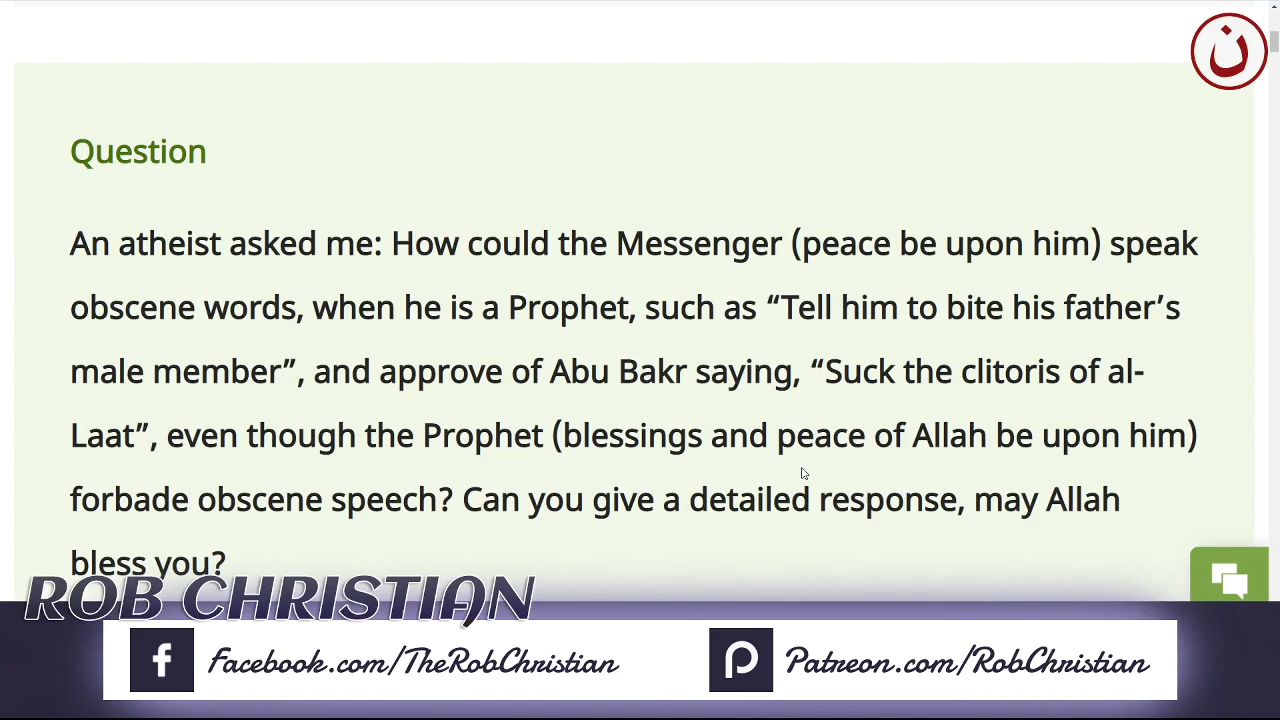 ن
Question
An atheist asked me: How could the Messenger (peace be upon him) speak
obscene words, when he is a Prophet, such as “Tell him to bite his father’s
male member”, and approve of Abu Bakr saying, “Suck the clitoris of al-
Laat”, even though the Prophet (blessings and peace of Allah be upon him)
forbade obscene speech? Can you give a detailed response, may Allah
bless you?
ROB CHRISTIAN
Facebook.com/TheRobChristian
Patreon.com/RobChristian